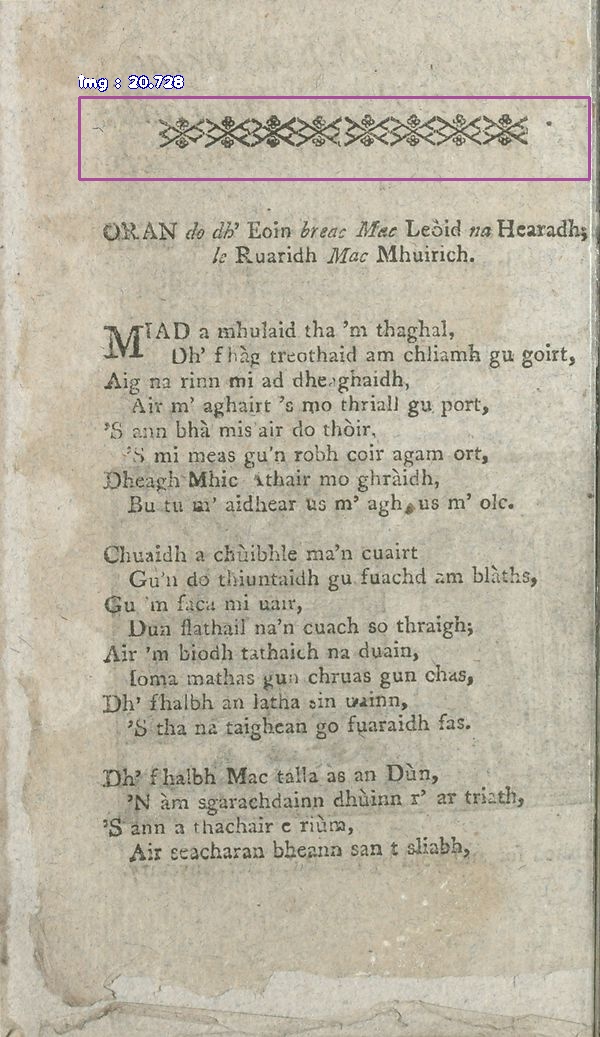 img : 20.728
ORAN do dh' Eoin breac Mac Leòid na Hearadh;
le Ruaridh Mac Mhuirich.
MIAD a mhulaid tha 'm thaghal,
Dh' fhàg treothaid am chliamh gu goirt,
Aig na rinn mi ad dheaghaidh,
Air m' aghairt 's mo thriall gu port,
'S ann bhà mis air do thòir,
'S mi meas gu'n robh coir agam ort,
Dheagh Mhic Athair mo ghràidh,
Bu tu m' aidhear us m' agh, us m' olc.
Chuaidh a chùibhle ma'n cuairt
Gu'n do thiuntaidh gu fuachd am blàths,
Gu 'm faca mi uair,
Dun flathail na'n cuach so thraigh;
Air 'm biodh tathaich na duain,
Ioma mathas gun chruas gun chas,
Dh' fhalbh an latha sin uainn,
'S tha na taighean go fuaraidh fas.
Dh' fhalbh Mac talla as an Dùn,
'N àm sgarachdainn dhùinn r' ar triath,
'S ann a thachair e riùm,
Air seacharan bheann san t sliabh,